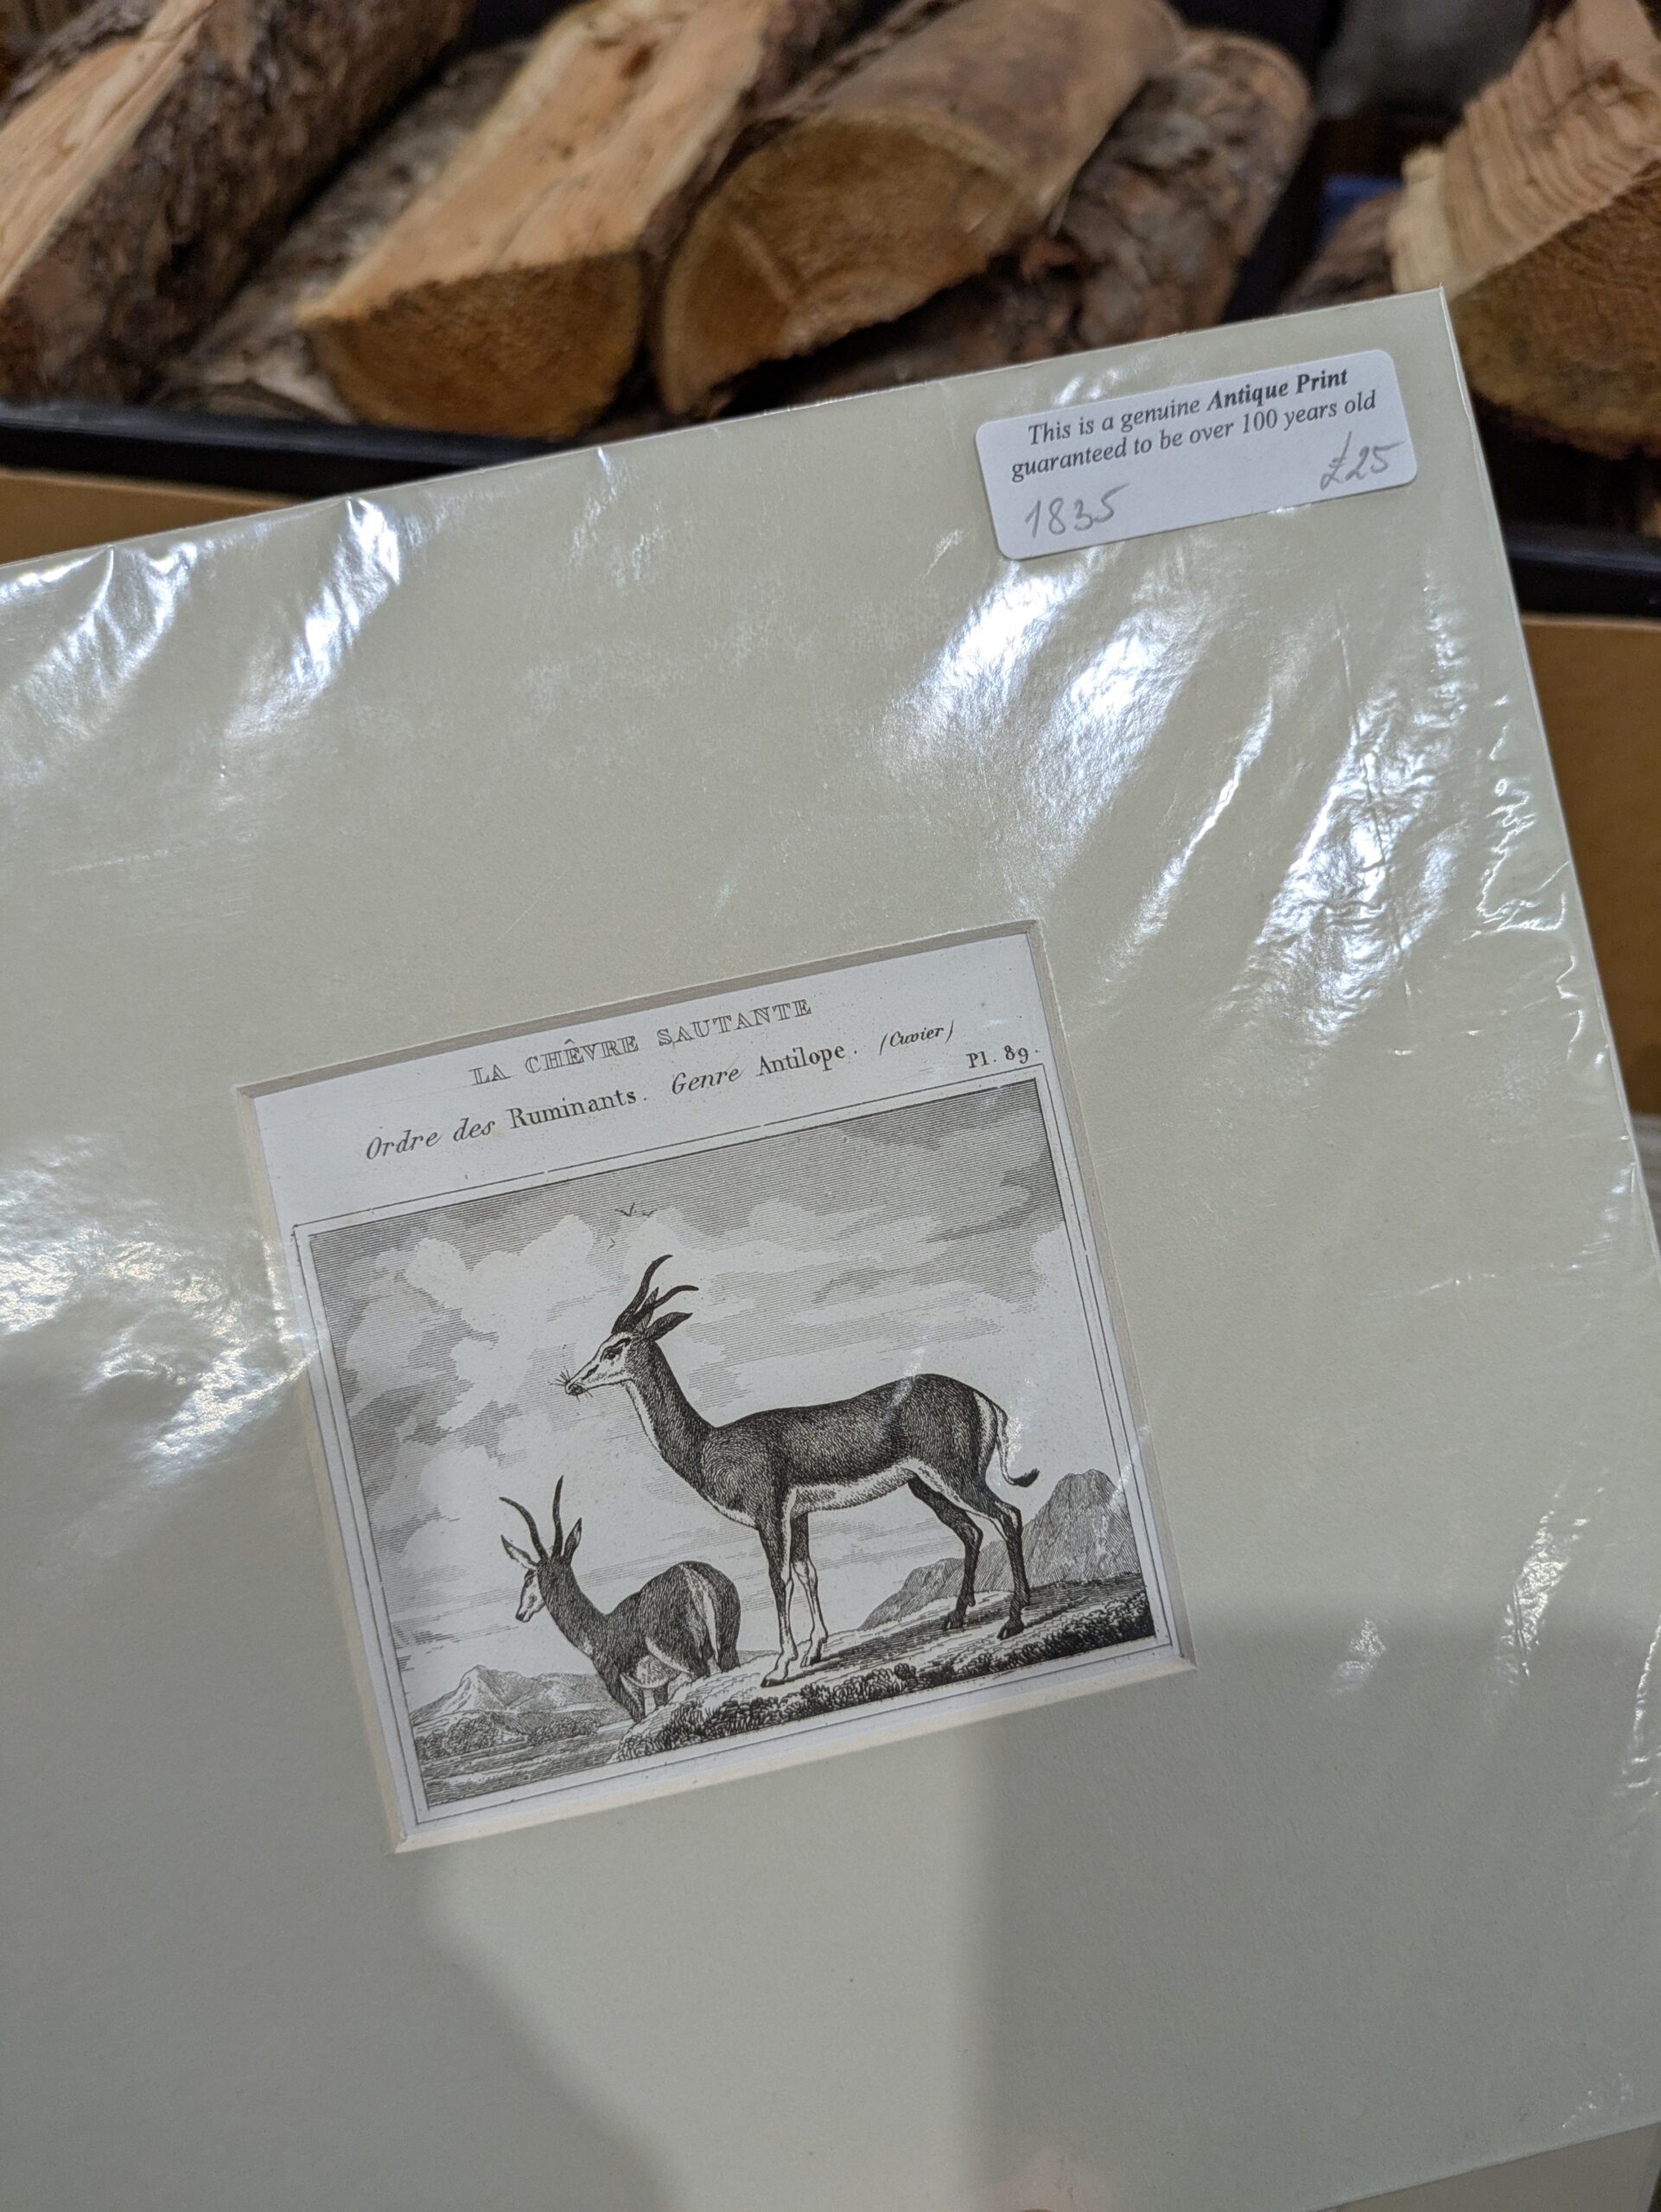 This is a genuine Antique Print
guaranteed to be over 100 years old
1835 £25
LA CHÊVRE SAUTANTE
Ordre des Ruminants. Genre Antilope. (Cuvier)
Pl. 89.